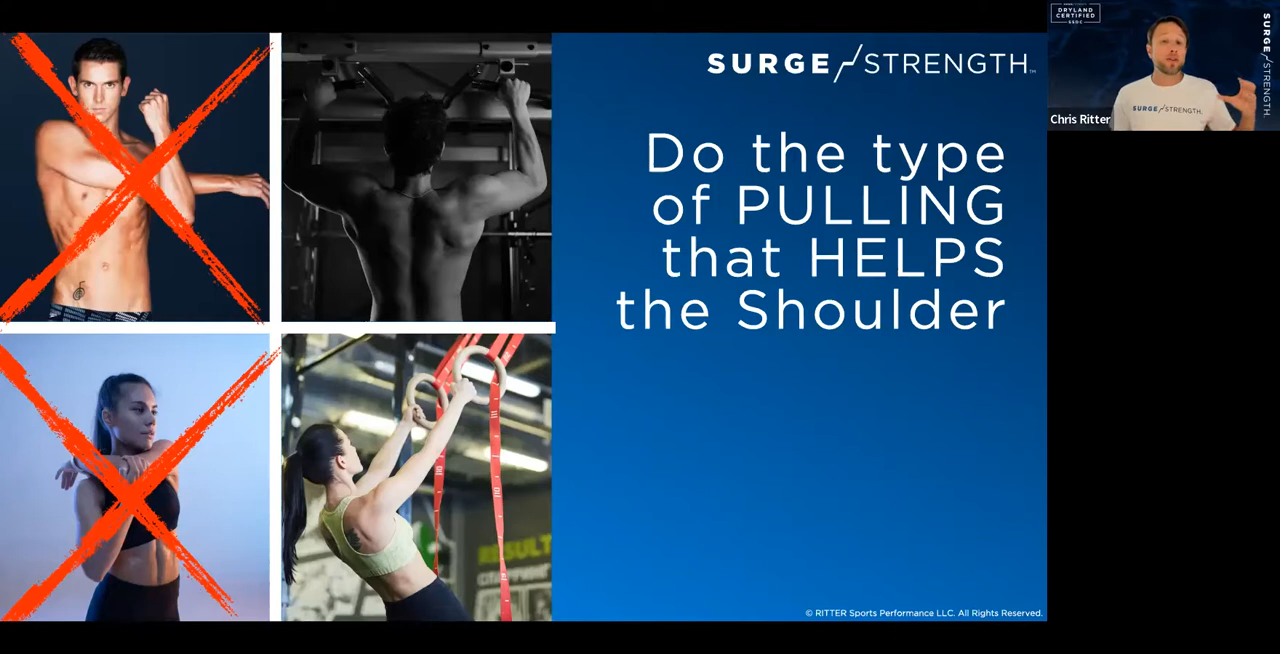 SURGE/STRENGTH™
Do the type
of PULLING
that HELPS
the Shoulder
RESULT
© RITTER Sports Performance LLC. All Rights Reserved.
DRYLAND
CERTIFIED
SURGE/STRENGTH.
SURGE/STRENGTH.
Chris Ritter